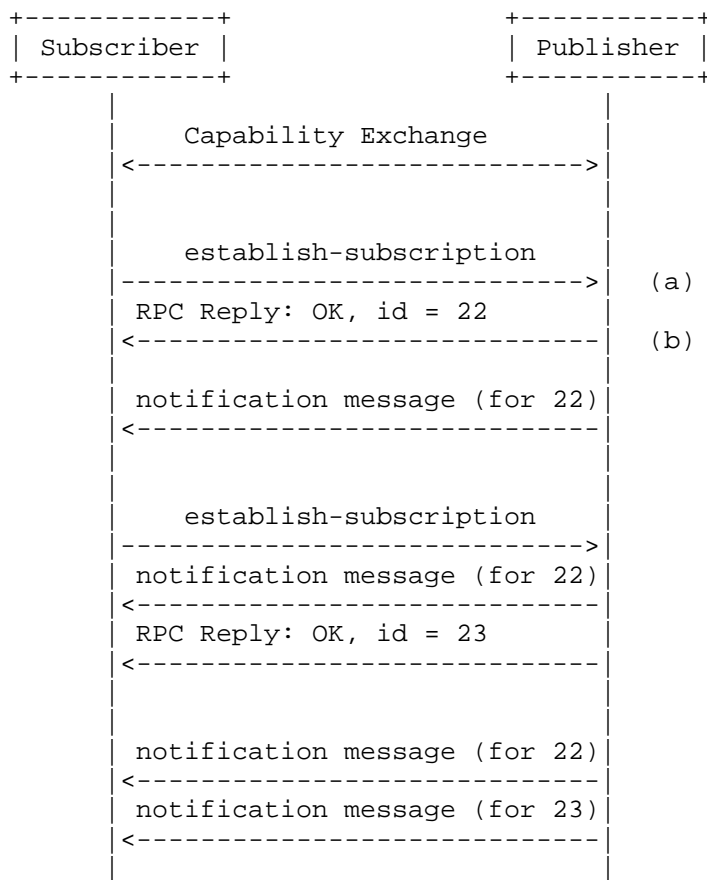 Subscriber Publisher
Capability Exchange
establish-subscription
(a)
RPC Reply: OK, id = 22
(b)
notification message (for 22)
establish-subscription
notification message (for 22)
RPC Reply: OK, id = 23
notification message (for 22)
notification message (for 23)